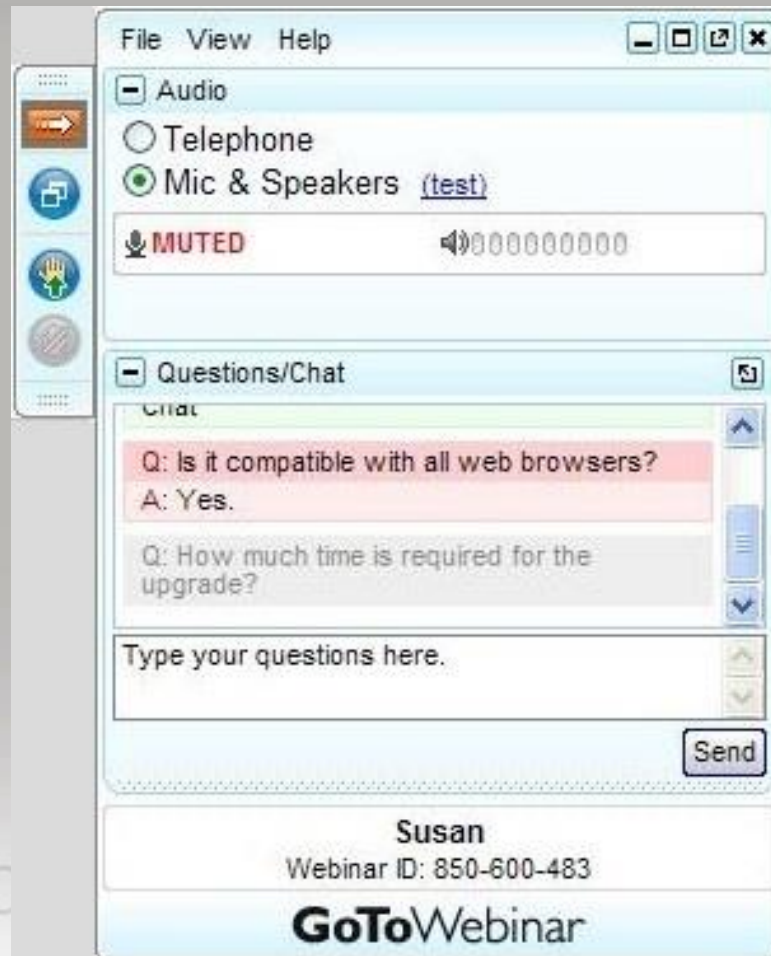 File View Help
Audio
Telephone
Mic & Speakers (test)
MUTED
Questions/Chat
Chat
Q: Is it compatible with all web browsers?
A: Yes.
Q: How much time is required for the
upgrade?
Type your questions here.
Send
Susan
Webinar ID: 850-600-483
GoToWebinar